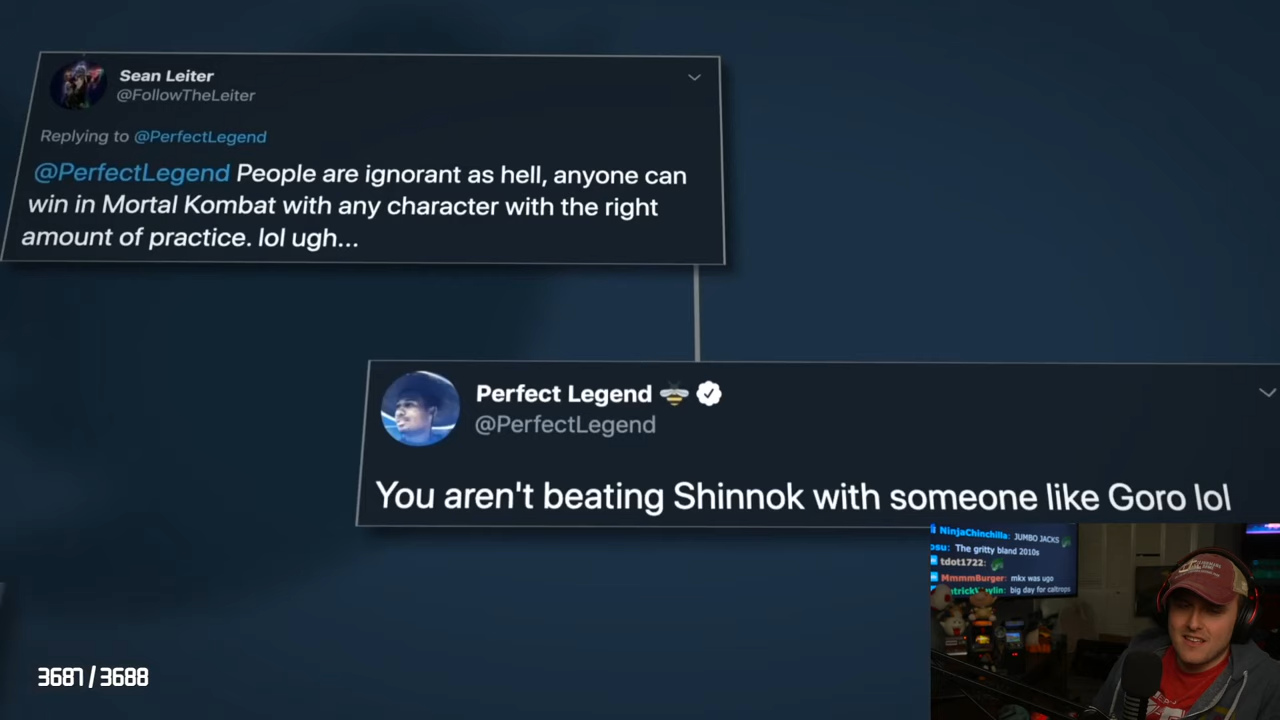 Sean Leiter
@FollowTheLeiter
Replying to @PerfectLegend
@PerfectLegend People are ignorant as hell, anyone can
win in Mortal Kombat with any character with the right
amount of practice. lol ugh...
Perfect Legend
@PerfectLegend
You aren't beating Shinnok with someone like Goro lol
NinjaChinchilla: JUMBO JACKS
osu: The gritty bland 2010s
tdot1722:
MmmmBurger: mkx was ugo
big day for caltrops
3687 / 3688